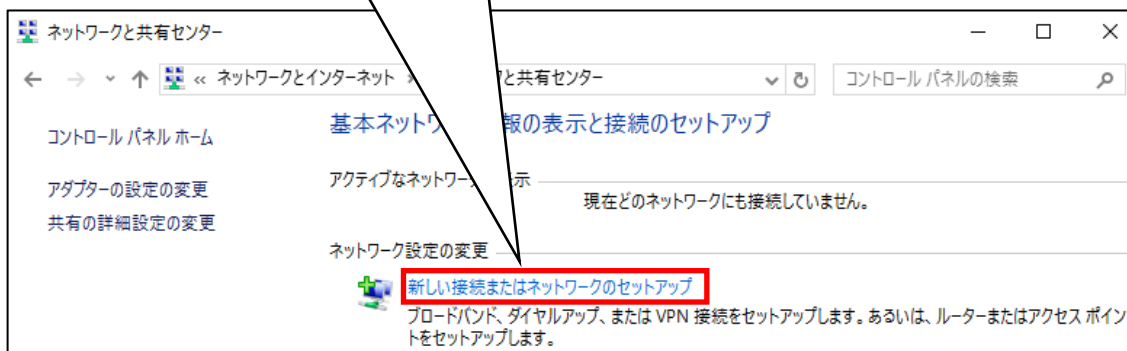 ネットワークと共有センター
« ネットワークとインターネット と共有センター コントロール パネルの検索
コントロール パネル ホーム
アダプターの設定の変更
共有の詳細設定の変更
基本ネットワ 報の表示と接続のセットアップ
アクティブなネットワー 示
現在どのネットワークにも接続していません。
ネットワーク設定の変更
新しい接続またはネットワークのセットアップ
ブロードバンド、ダイヤルアップ、または VPN 接続をセットアップします。あるいは、ルーターまたはアクセス ポイン
トをセットアップします。